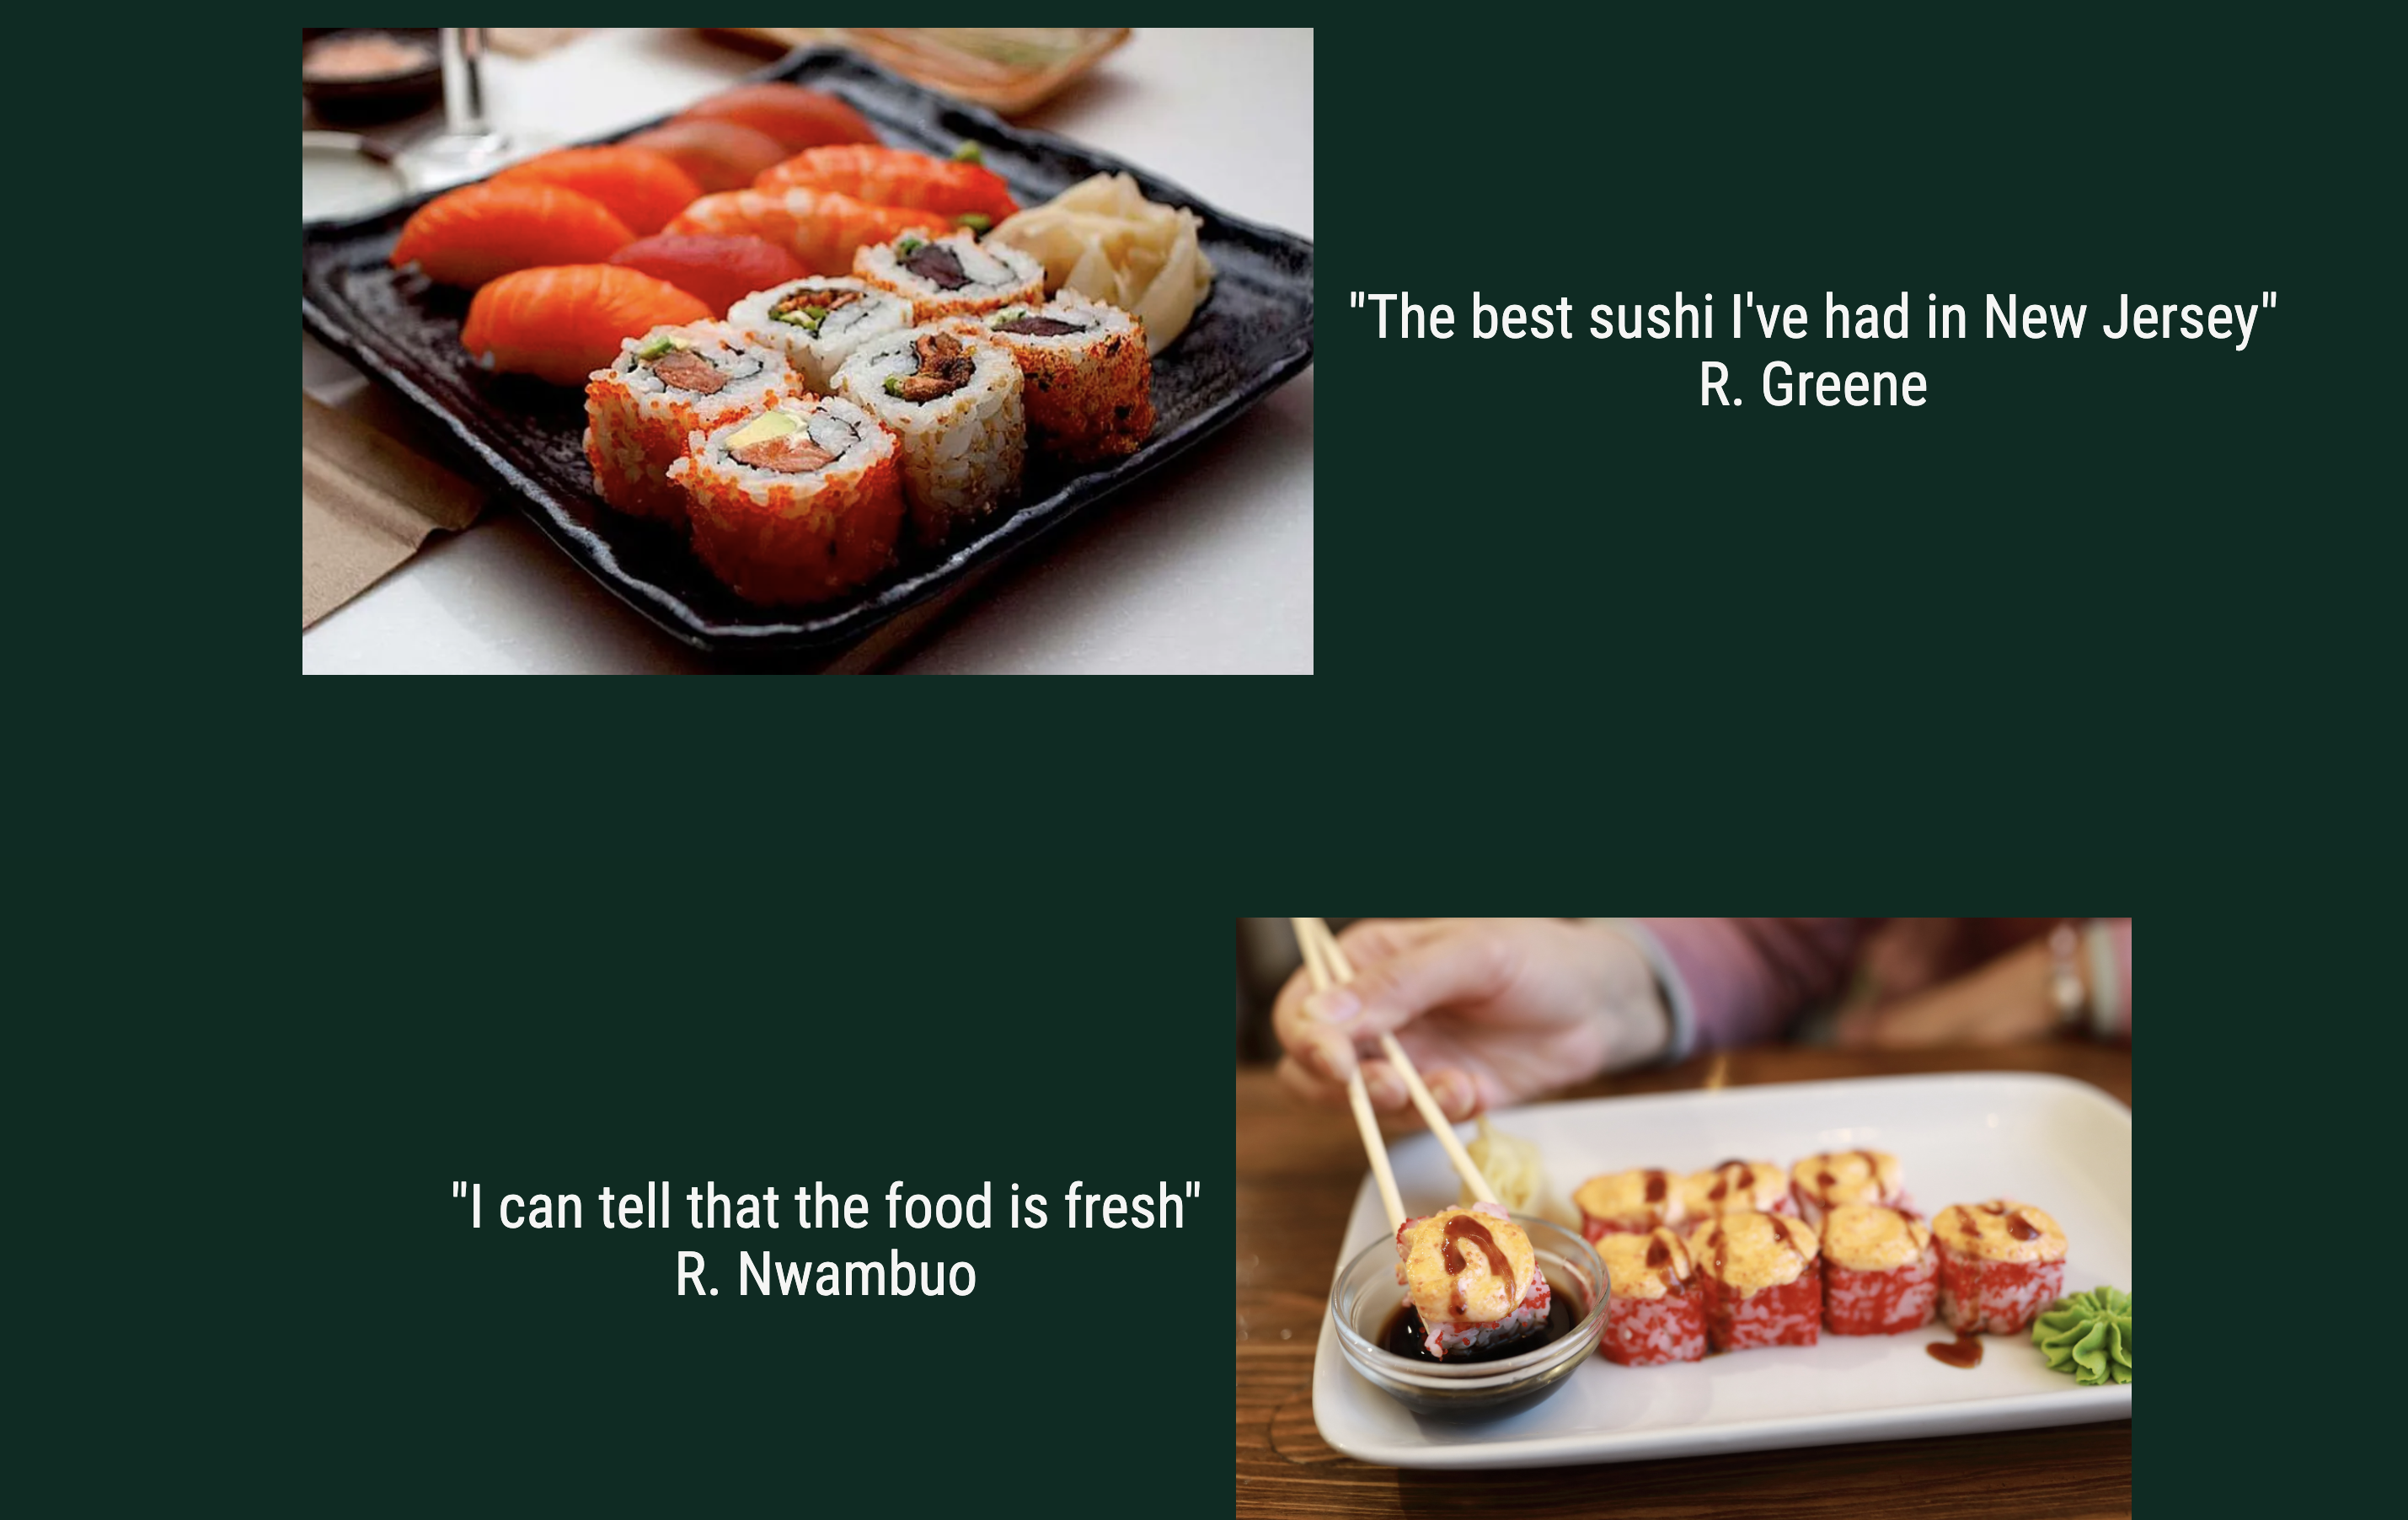 "The best sushi I've had in New Jersey"
R. Greene
"I can tell that the food is fresh"
R. Nwambuo